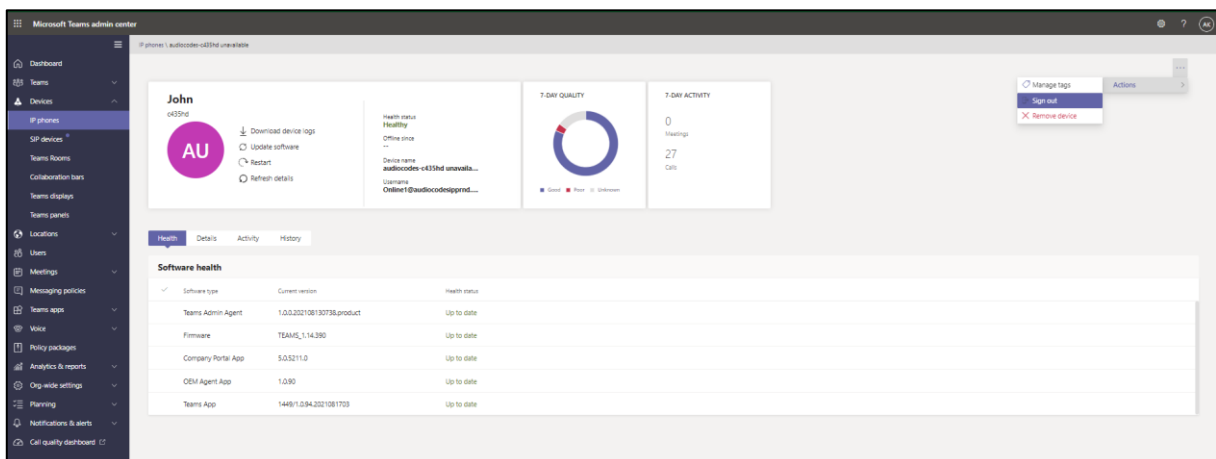 Microsoft Teams admin center
?
AK
IP phones \ audiocodes-c435hd unavailable
Dashboard
Teams
Devices
IP phones
SIP devices
Teams Rooms
Collaboration bars
Teams displays
Teams panels
Locations
Users
Meetings
Messaging policies
Teams apps
Voice
Policy packages
Analytics & reports
Org-wide settings
Planning
Notifications & alerts
Call quality dashboard
John
c435hd
AU
Download device logs
Update software
Restart
Refresh details
Health status
Healthy
Offline since
--
Device name
audiocodes-c435hd unavaila...
Username
Online1@audiocodesipprnd....
7-DAY QUALITY
Good Poor Unknown
7-DAY ACTIVITY
0
Meetings
27
Calls
Manage tags
Sign out
Remove device
Actions
Health Details Activity History
Software health
Software type Current version Health status
Teams Admin Agent 1.0.0.202108130738.product Up to date
Firmware TEAMS_1.14.390 Up to date
Company Portal App 5.0.5211.0 Up to date
OEM Agent App 1.0.90 Up to date
Teams App 1449/1.0.94.2021081703 Up to date